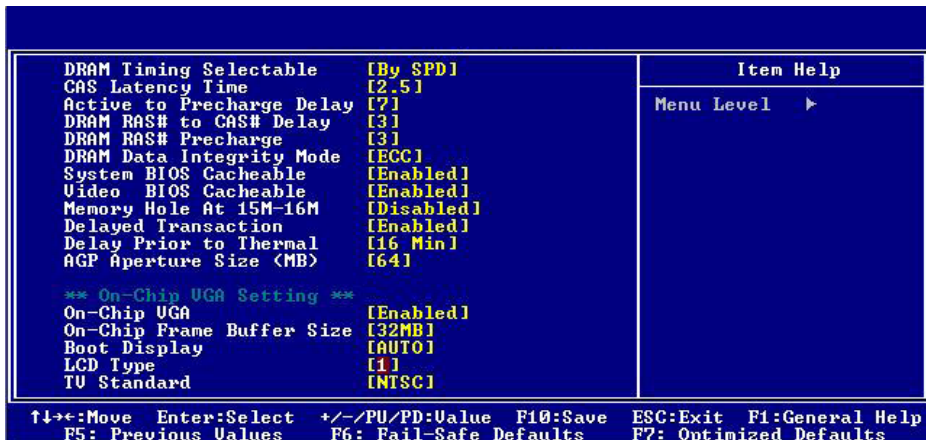 DRAM Timing Selectable [By SPD]
CAS Latency Time [2.5]
Active to Precharge Delay [7]
DRAM RAS# to CAS# Delay [3]
DRAM RAS# Precharge [3]
DRAM Data Integrity Mode [ECC]
System BIOS Cacheable [Enabled]
Video BIOS Cacheable [Enabled]
Memory Hole At 15M-16M [Disabled]
Delayed Transaction [Enabled]
Delay Prior to Thermal [16 Min]
AGP Aperture Size (MB) [64]
** On-Chip VGA Setting **
On-Chip VGA [Enabled]
On-Chip Frame Buffer Size [32MB]
Boot Display [AUTO]
LCD Type [1]
TV Standard [NTSC]
Item Help
Menu Level ►
↑↓→←:Move Enter:Select +/-/PU/PD:Value F10:Save ESC:Exit F1:General Help
F5: Previous Values F6: Fail-Safe Defaults F7: Optimized Defaults